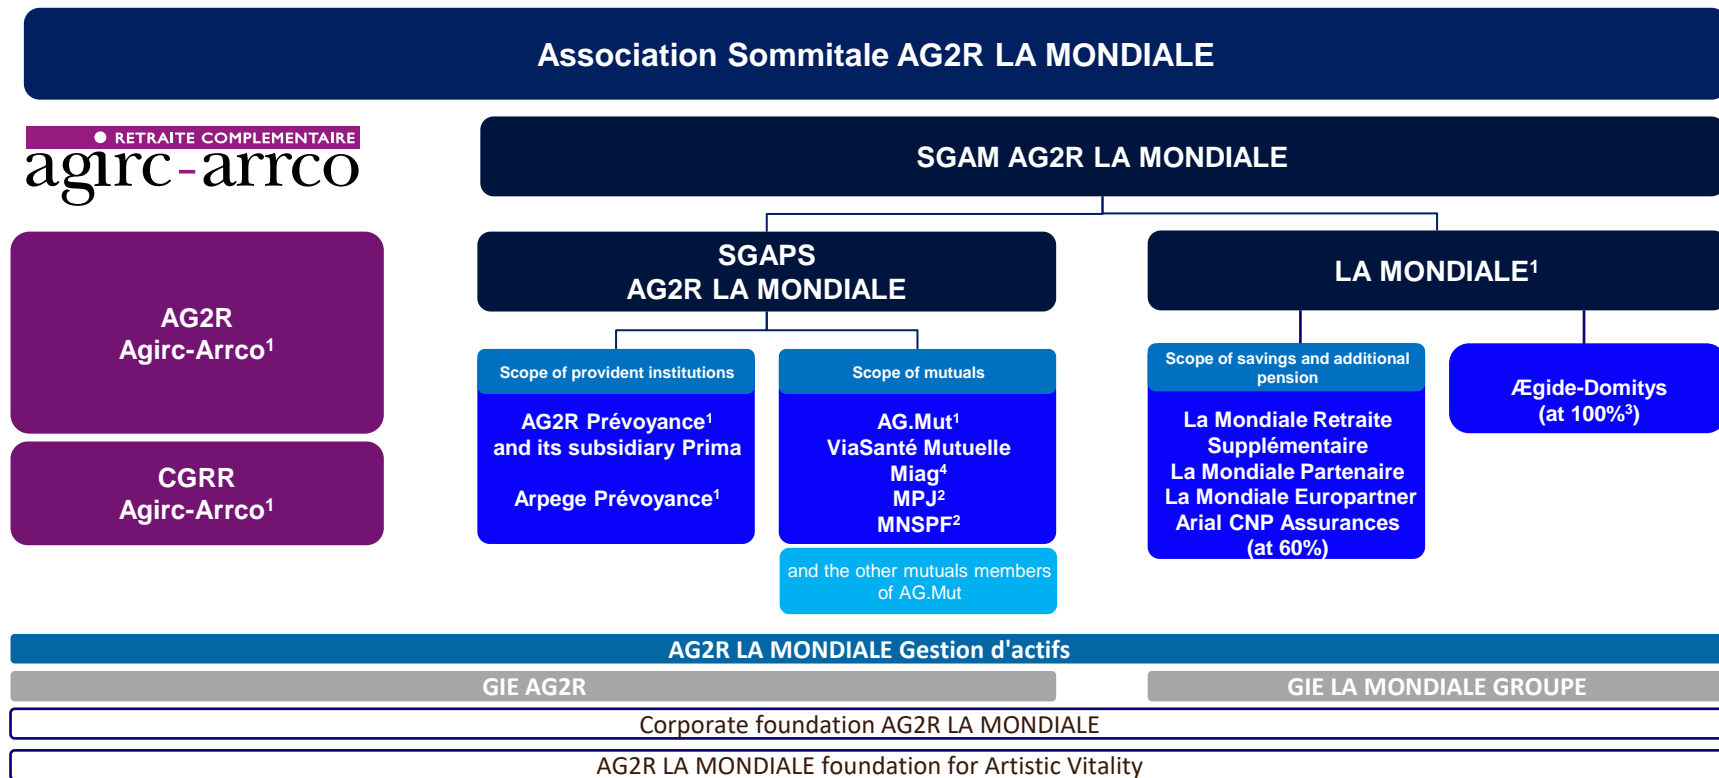 Association Sommitale AG2R LA MONDIALE
RETRAITE COMPLEMENTAIRE
agirc-arrco
SGAM AG2R LA MONDIALE
AG2R
Agirc-Arrco¹
CGRR
Agirc-Arrco¹
SGAPS
AG2R LA MONDIALE
LA MONDIALE¹
Scope of provident institutions
AG2R Prévoyance¹
and its subsidiary Prima
Arpege Prévoyance¹
Scope of mutuals
AG.Mut¹
ViaSanté Mutuelle
Miag⁴
MPJ²
MNSPF²
and the other mutuals members
of AG.Mut
Scope of savings and additional
pension
La Mondiale Retraite
Supplémentaire
La Mondiale Partenaire
La Mondiale Europartner
Arial CNP Assurances
(at 60%)
Ægide-Domitys
(at 100%³)
AG2R LA MONDIALE Gestion d'actifs
GIE AG2R
GIE LA MONDIALE GROUPE
Corporate foundation AG2R LA MONDIALE
AG2R LA MONDIALE foundation for Artistic Vitality